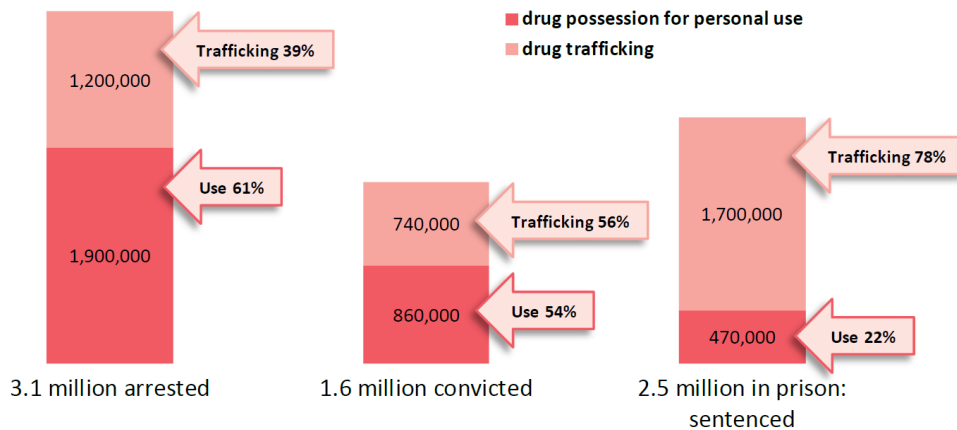 drug possession for personal use
drug trafficking
Trafficking 39%
1,200,000
Use 61%
1,900,000
3.1 million arrested
Trafficking 56%
740,000
Use 54%
860,000
1.6 million convicted
Trafficking 78%
1,700,000
Use 22%
470,000
2.5 million in prison:
sentenced